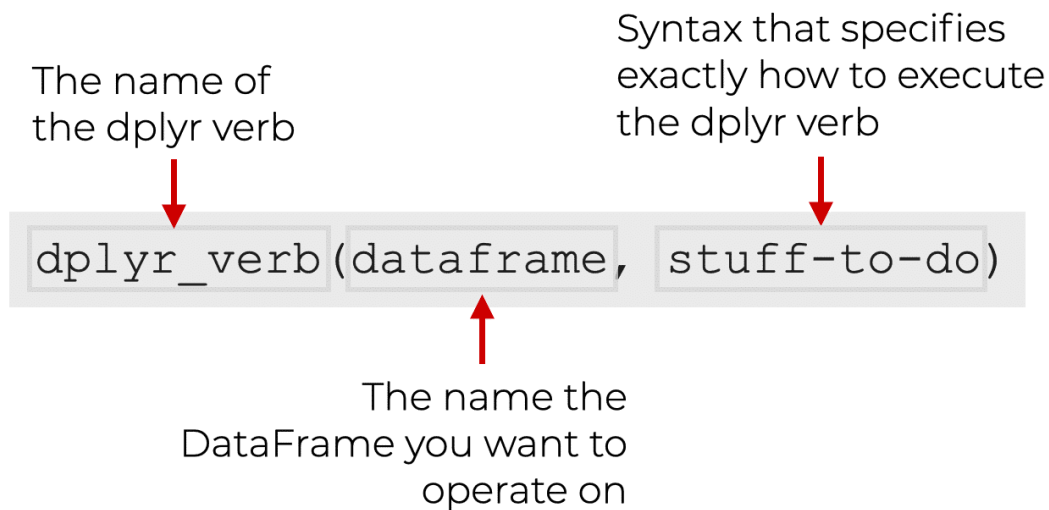 The name of
the dplyr verb
Syntax that specifies
exactly how to execute
the dplyr verb
dplyr_verb(dataframe, stuff-to-do)
The name the
DataFrame you want to
operate on